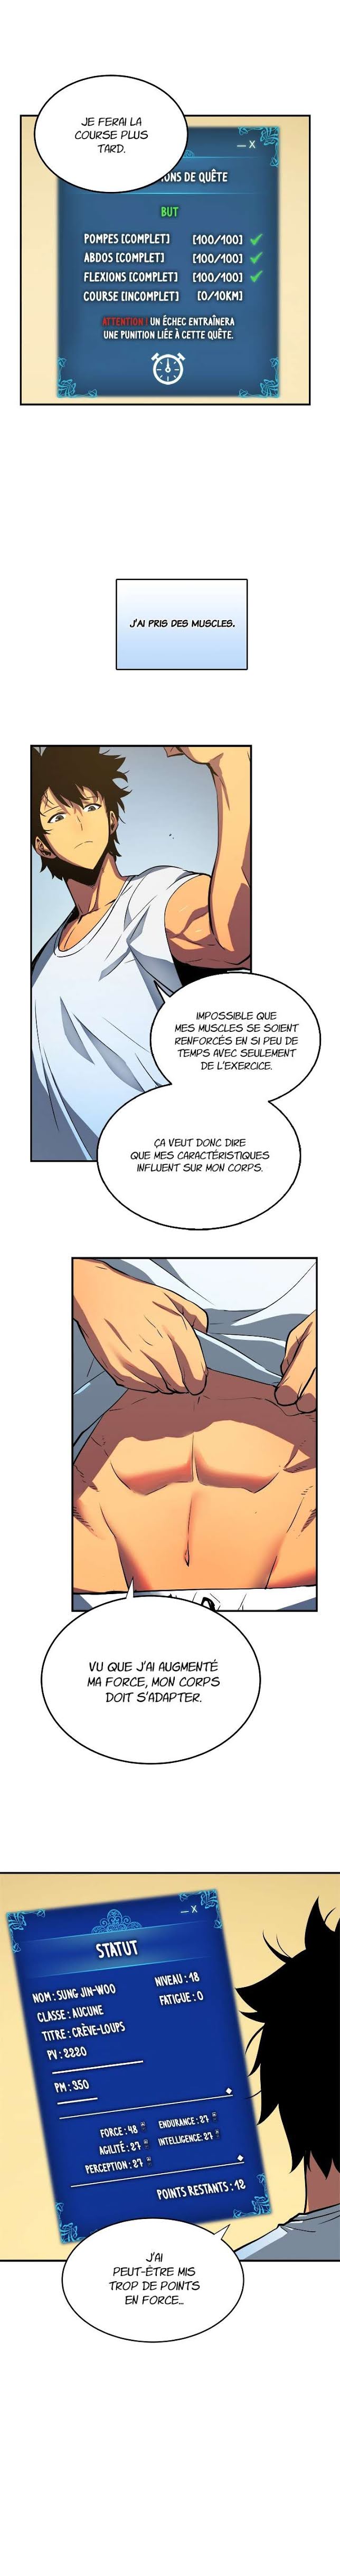 JE FERAI LA
COURSE PLUS
TARD.
— X
ONS DE QUÊTE
BUT
POMPES [COMPLET] [100/100]
ABDOS [COMPLET] [100/100]
FLEXIONS [COMPLET] [100/100]
COURSE [INCOMPLET] [0/10KM]
ATTENTION : UN ÉCHEC ENTRAÎNERA
UNE PUNITION LIÉE À CETTE QUÊTE.
J'AI PRIS DES MUSCLES.
IMPOSSIBLE QUE
MES MUSCLES SE SOIENT
RENFORCÉS EN SI PEU DE
TEMPS AVEC SEULEMENT
DE L'EXERCICE.
ÇA VEUT DONC DIRE
QUE MES CARACTÉRISTIQUES
INFLUENT SUR MON CORPS.
VU QUE J'AI AUGMENTÉ
MA FORCE, MON CORPS
DOIT S'ADAPTER.
— X
STATUT
NOM : SUNG JIN-WOO NIVEAU : 18
CLASSE : AUCUNE FATIGUE : 0
TITRE : CRÈVE-LOUPS
PV : 2220
PM : 350
FORCE : 48 ENDURANCE : 27
AGILITÉ : 27 INTELLIGENCE : 27
PERCEPTION : 27
POINTS RESTANTS : 12
J'AI
PEUT-ÊTRE MIS
TROP DE POINTS
EN FORCE...